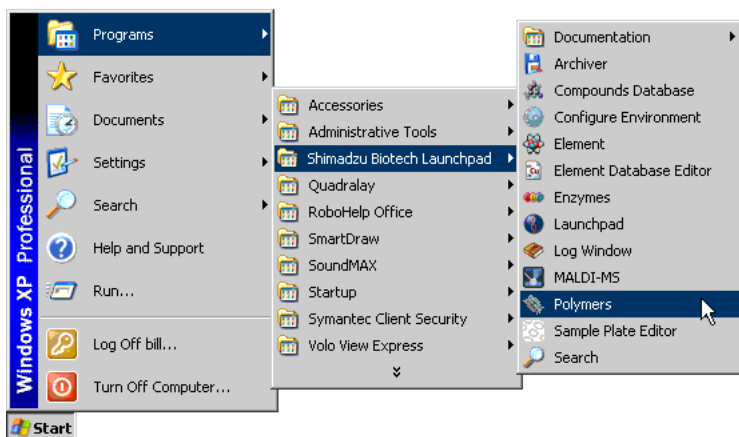 Windows XP Professional
Programs
Favorites
Documents
Settings
Search
Help and Support
Run...
Log Off bill...
Turn Off Computer...
Start
Accessories
Administrative Tools
Shimadzu Biotech Launchpad
Quadralay
RoboHelp Office
SmartDraw
SoundMAX
Startup
Symantec Client Security
Volo View Express
Documentation
Archiver
Compounds Database
Configure Environment
Element
Element Database Editor
Enzymes
Launchpad
Log Window
MALDI-MS
Polymers
Sample Plate Editor
Search